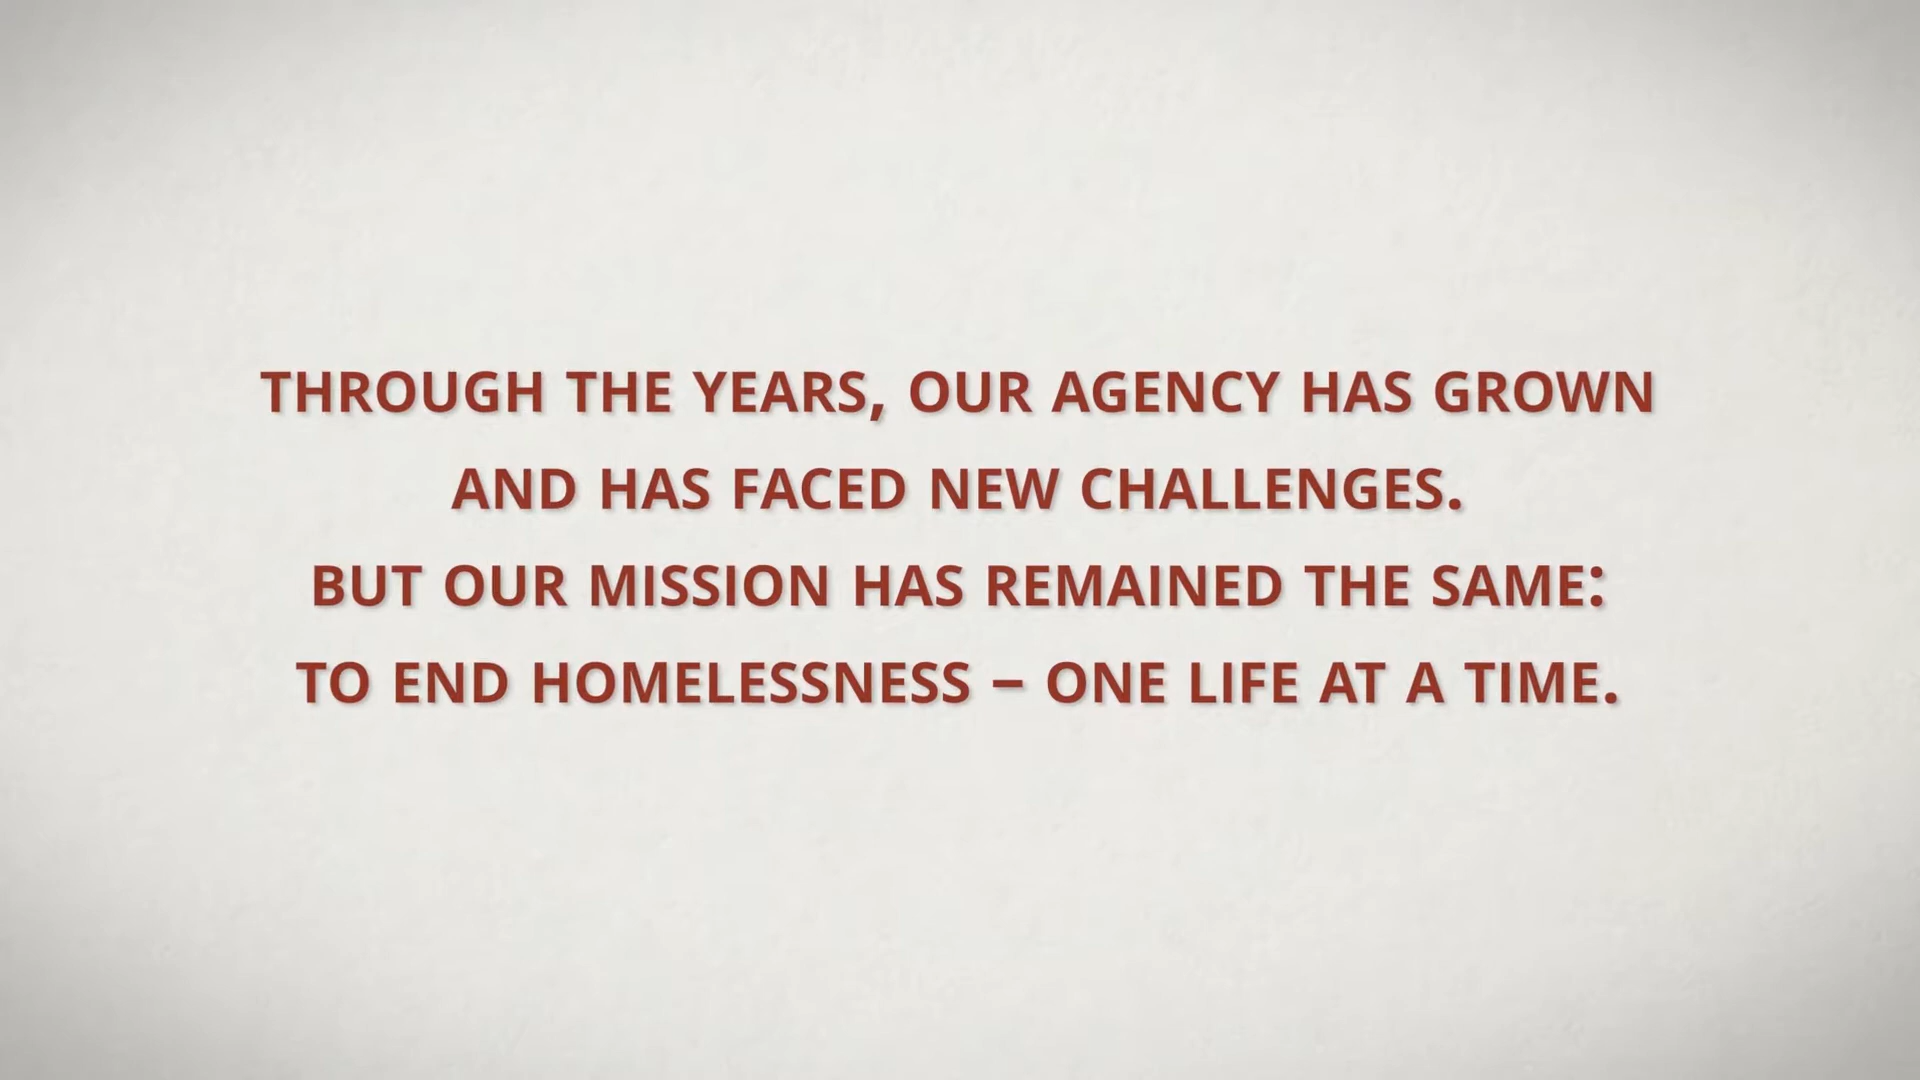 THROUGH THE YEARS, OUR AGENCY HAS GROWN
AND HAS FACED NEW CHALLENGES.
BUT OUR MISSION HAS REMAINED THE SAME:
TO END HOMELESSNESS – ONE LIFE AT A TIME.